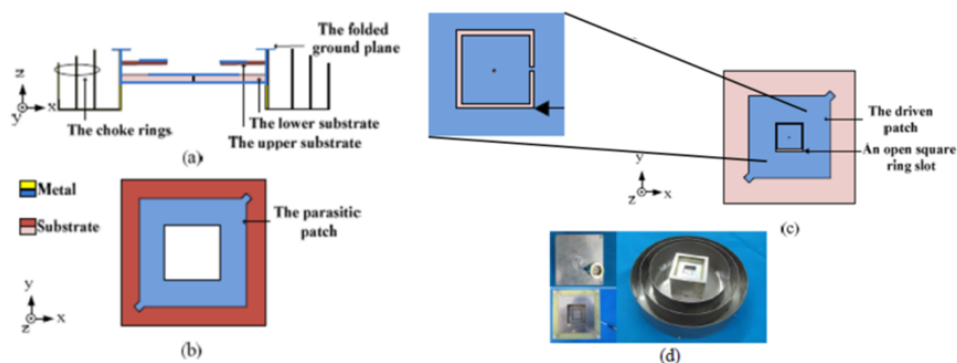 The folded
ground plane
z
y
x
The choke rings
The lower substrate
The upper substrate
(a)
Metal
Substrate
The parasitic
patch
y
z
x
(b)
The driven
patch
An open square
ring slot
y
z
x
(c)
(d)